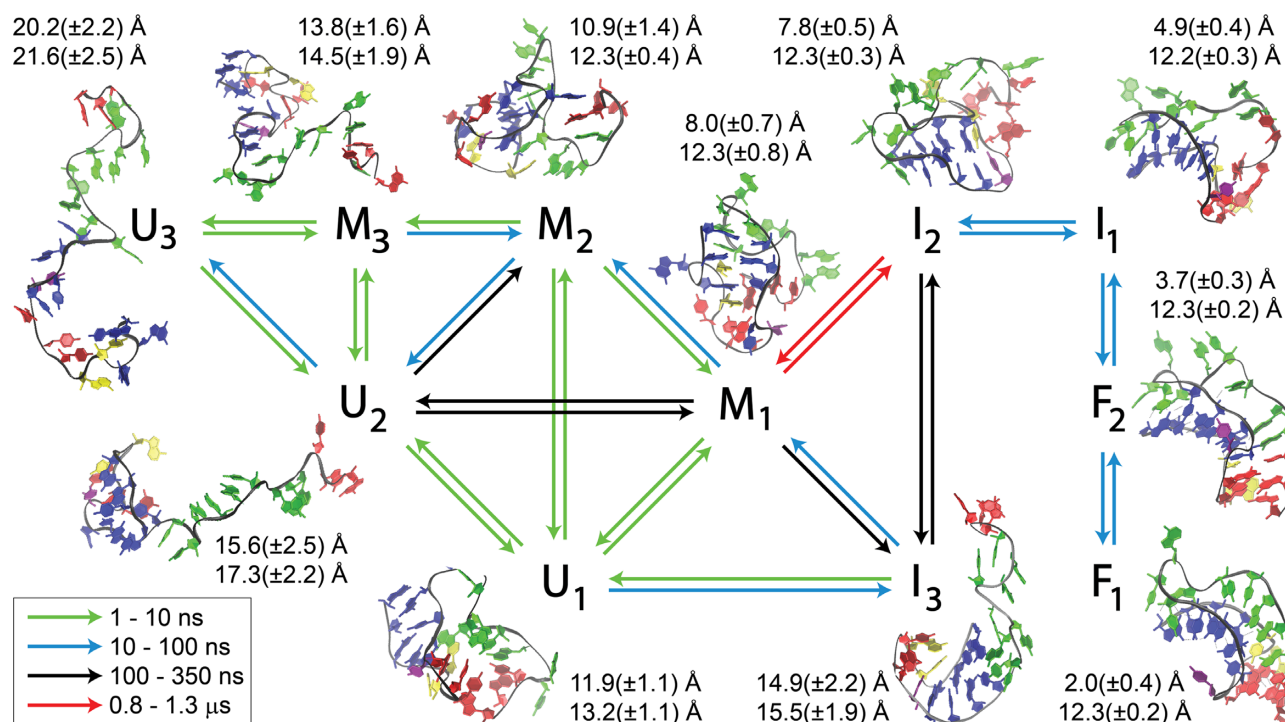 20.2(±2.2) Å
21.6(±2.5) Å
13.8(±1.6) Å
14.5(±1.9) Å
10.9(±1.4) Å
12.3(±0.4) Å
7.8(±0.5) Å
12.3(±0.3) Å
4.9(±0.4) Å
12.2(±0.3) Å
8.0(±0.7) Å
12.3(±0.8) Å
U₃
M₃
M₂
I₂
I₁
3.7(±0.3) Å
12.3(±0.2) Å
U₂
M₁
F₂
15.6(±2.5) Å
17.3(±2.2) Å
U₁
I₃
F₁
1 - 10 ns
10 - 100 ns
100 - 350 ns
0.8 - 1.3 μs
11.9(±1.1) Å
13.2(±1.1) Å
14.9(±2.2) Å
15.5(±1.9) Å
2.0(±0.4) Å
12.3(±0.2) Å